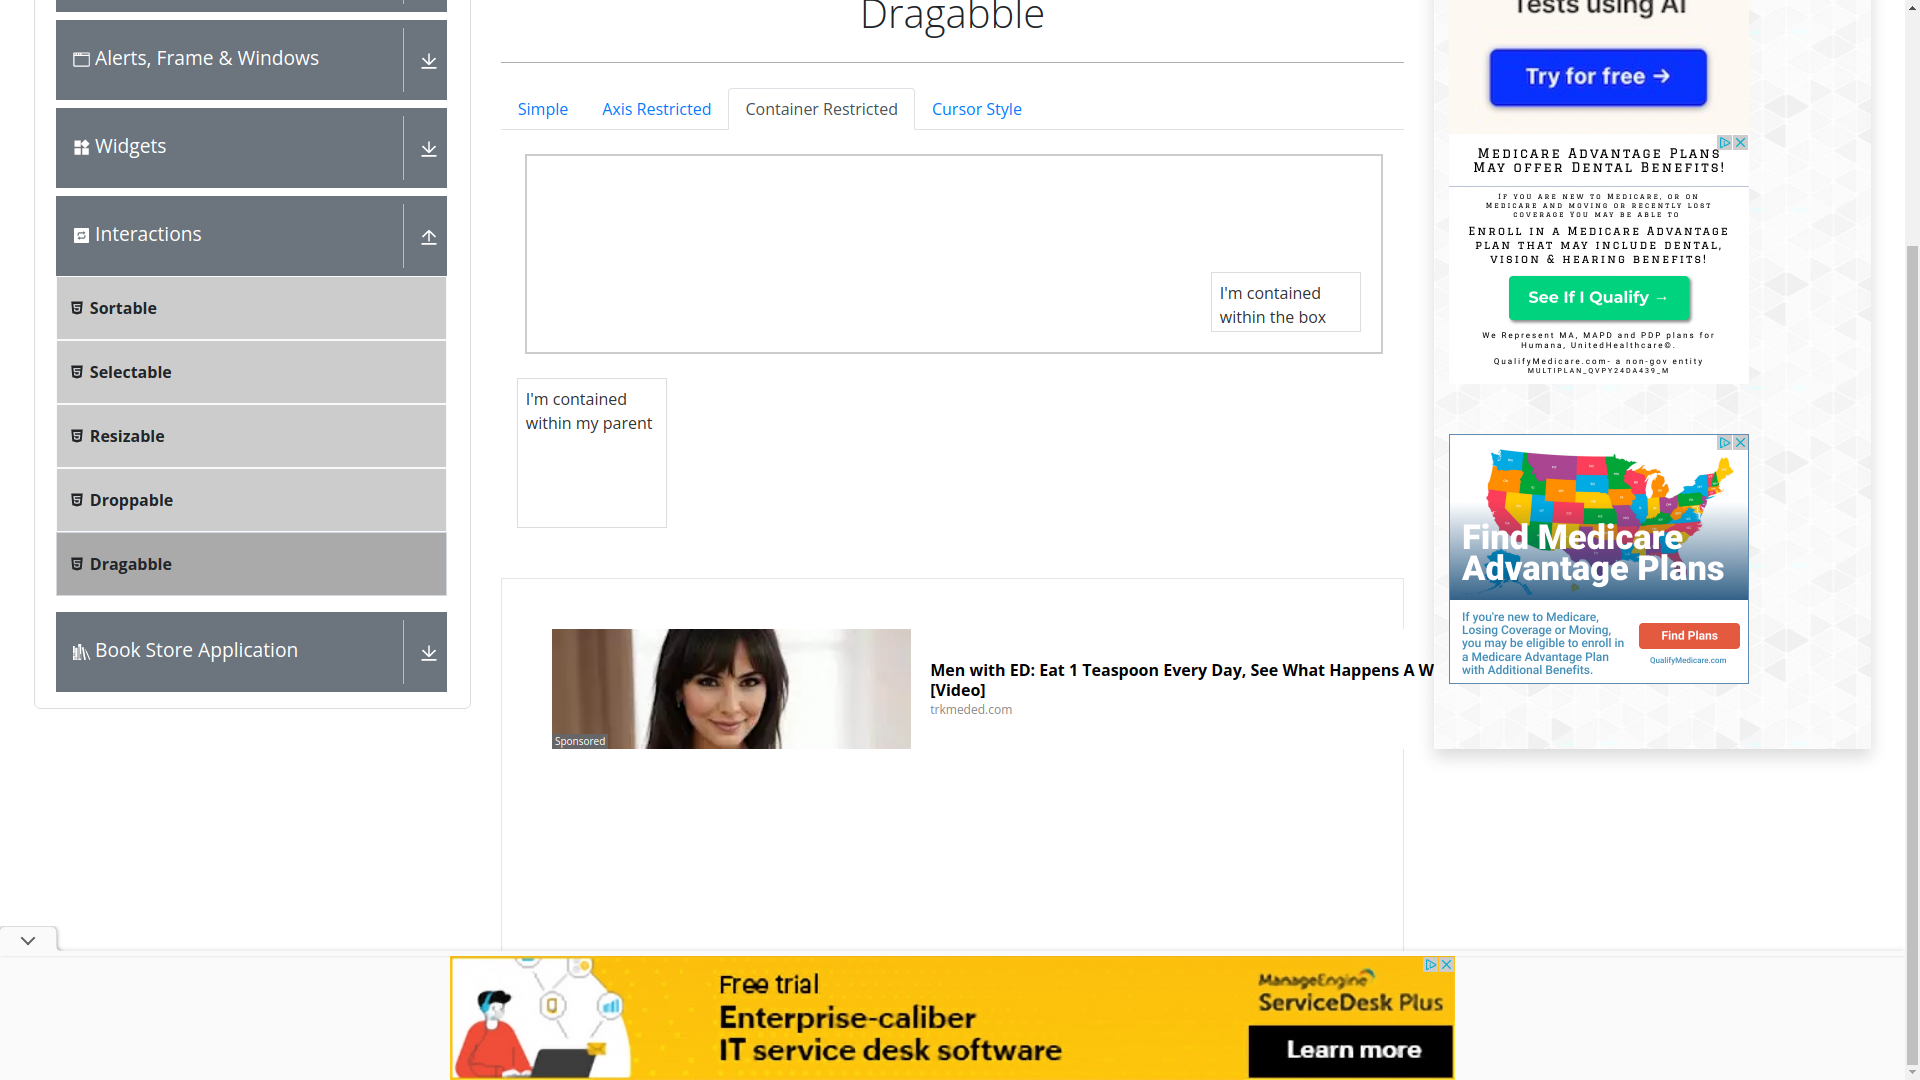 Dragabble
Alerts, Frame & Windows
Widgets
Interactions
Sortable
Selectable
Resizable
Droppable
Dragabble
Book Store Application
Simple
Axis Restricted
Container Restricted
Cursor Style
I'm contained
within the box
I'm contained
within my parent
Men with ED: Eat 1 Teaspoon Every Day, See What Happens A W
[Video]
trkmeded.com
Sponsored
Tests using AI
Try for free →
Medicare Advantage Plans
may offer Dental Benefits!
If you are new to Medicare, or on
Medicare and moving or recently lost
coverage you may be able to
Enroll in a Medicare Advantage
plan that may include dental,
vision & hearing benefits!
See If I Qualify →
We Represent MA, MAPD and PDP plans for
Humana, UnitedHealthcare©.
QualifyMedicare.com- a non-gov entity
MULTIPLAN_QVPY24DA439_M
Find Medicare
Advantage Plans
If you're new to Medicare,
Losing Coverage or Moving,
you may be eligible to enroll in
a Medicare Advantage Plan
with Additional Benefits.
Find Plans
QualifyMedicare.com
Free trial
Enterprise-caliber
IT service desk software
ManageEngine
ServiceDesk Plus
Learn more